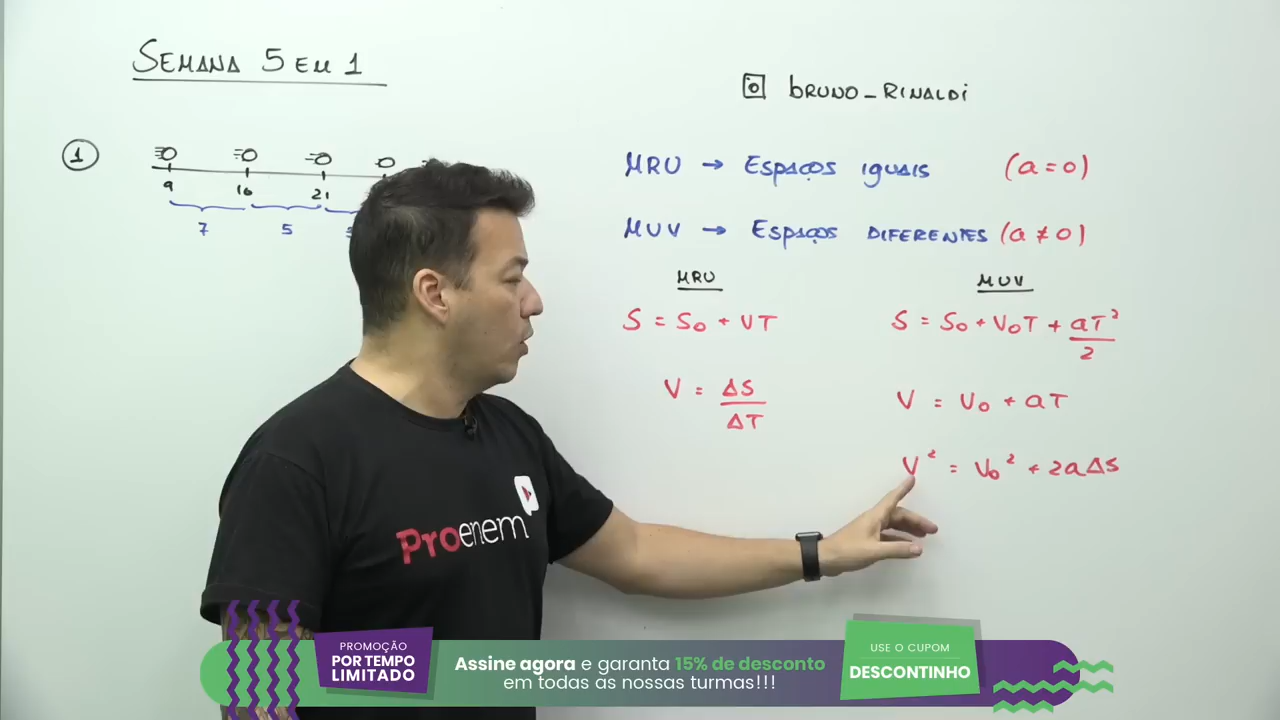 SEMANA 5 EM 1
bruno_RINALDI
1
9 16 21
7 5
MRU → ESPAÇOS IGUAIS (a = 0)
MUV → ESPAÇOS DIFERENTES (a ≠ 0)
MRU
S = S₀ + VT
V = ΔS/ΔT
MUV
S = S₀ + V₀T + aT²/2
V = V₀ + aT
V² = V₀² + 2aΔS
Proenem
PROMOÇÃO
POR TEMPO
LIMITADO
Assine agora e garanta 15% de desconto
em todas as nossas turmas!!!
USE O CUPOM
DESCONTINHO